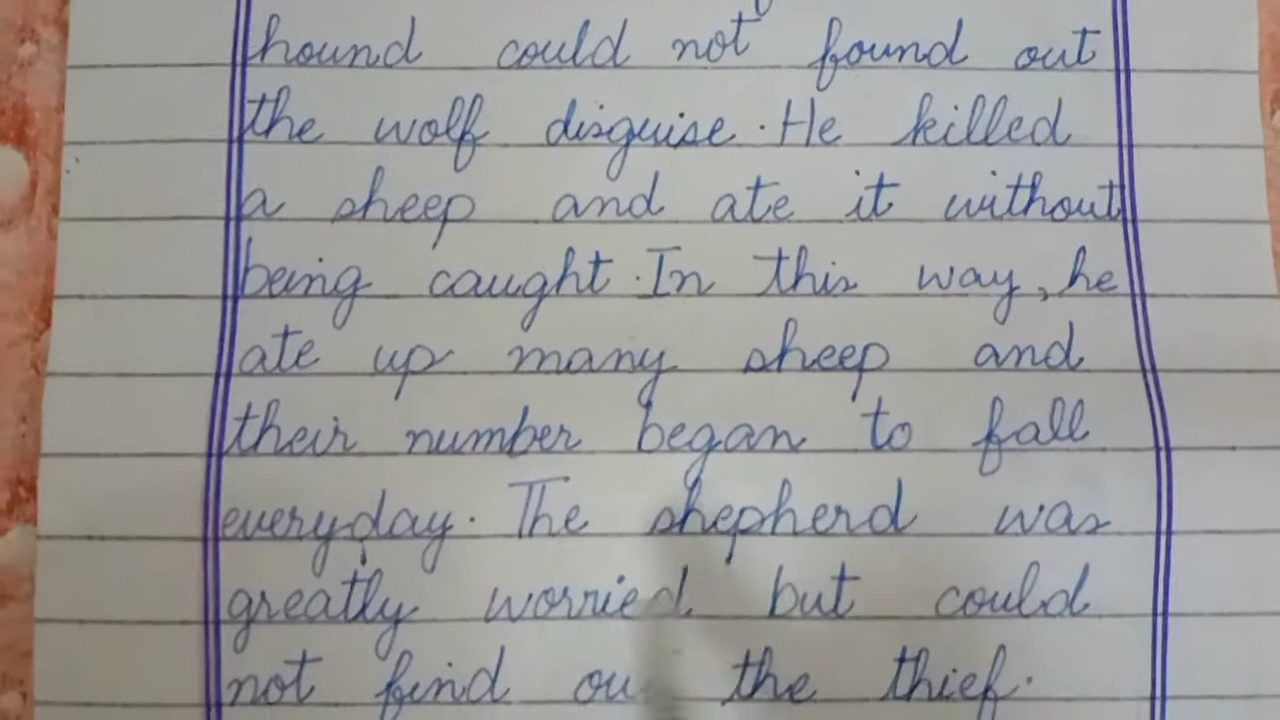 hound could not found out
the wolf disguise. He killed
a sheep and ate it without
being caught. In this way, he
ate up many sheep and
their number began to fall
everyday. The shepherd was
greatly worried but could
not find ou the thief.